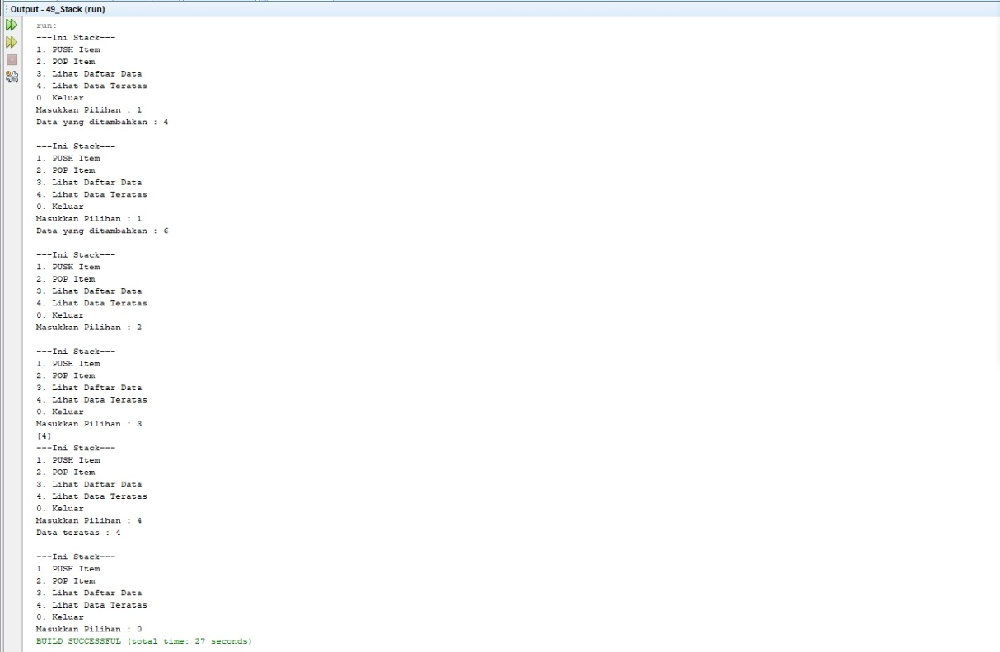 Output - 49_Stack (run)
run:
---Ini Stack---
1. PUSH Item
2. POP Item
3. Lihat Daftar Data
4. Lihat Data Teratas
0. Keluar
Masukkan Pilihan : 1
Data yang ditambahkan : 4
---Ini Stack---
1. PUSH Item
2. POP Item
3. Lihat Daftar Data
4. Lihat Data Teratas
0. Keluar
Masukkan Pilihan : 1
Data yang ditambahkan : 6
---Ini Stack---
1. PUSH Item
2. POP Item
3. Lihat Daftar Data
4. Lihat Data Teratas
0. Keluar
Masukkan Pilihan : 2
---Ini Stack---
1. PUSH Item
2. POP Item
3. Lihat Daftar Data
4. Lihat Data Teratas
0. Keluar
Masukkan Pilihan : 3
[4]
---Ini Stack---
1. PUSH Item
2. POP Item
3. Lihat Daftar Data
4. Lihat Data Teratas
0. Keluar
Masukkan Pilihan : 4
Data teratas : 4
---Ini Stack---
1. PUSH Item
2. POP Item
3. Lihat Daftar Data
4. Lihat Data Teratas
0. Keluar
Masukkan Pilihan : 0
BUILD SUCCESSFUL (total time: 27 seconds)